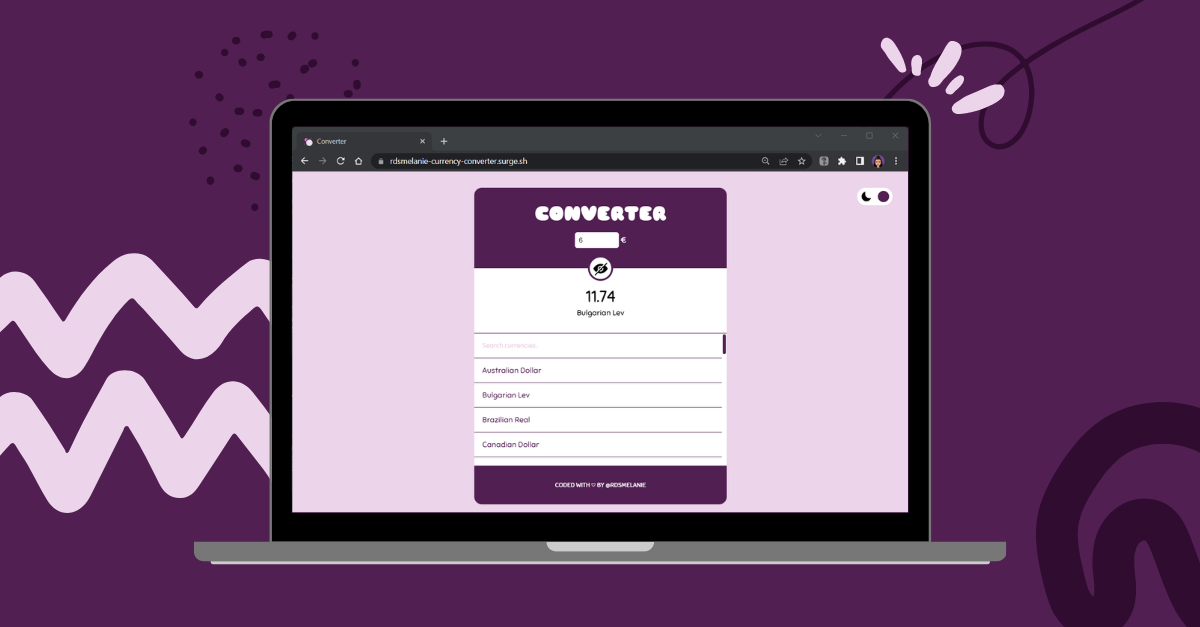 Converter
rdsmelanie-currency-converter.surge.sh
CONVERTER
6 €
11.74
Bulgarian Lev
Search currencies..
Australian Dollar
Bulgarian Lev
Brazilian Real
Canadian Dollar
CODED WITH ♡ BY @RDSMELANIE